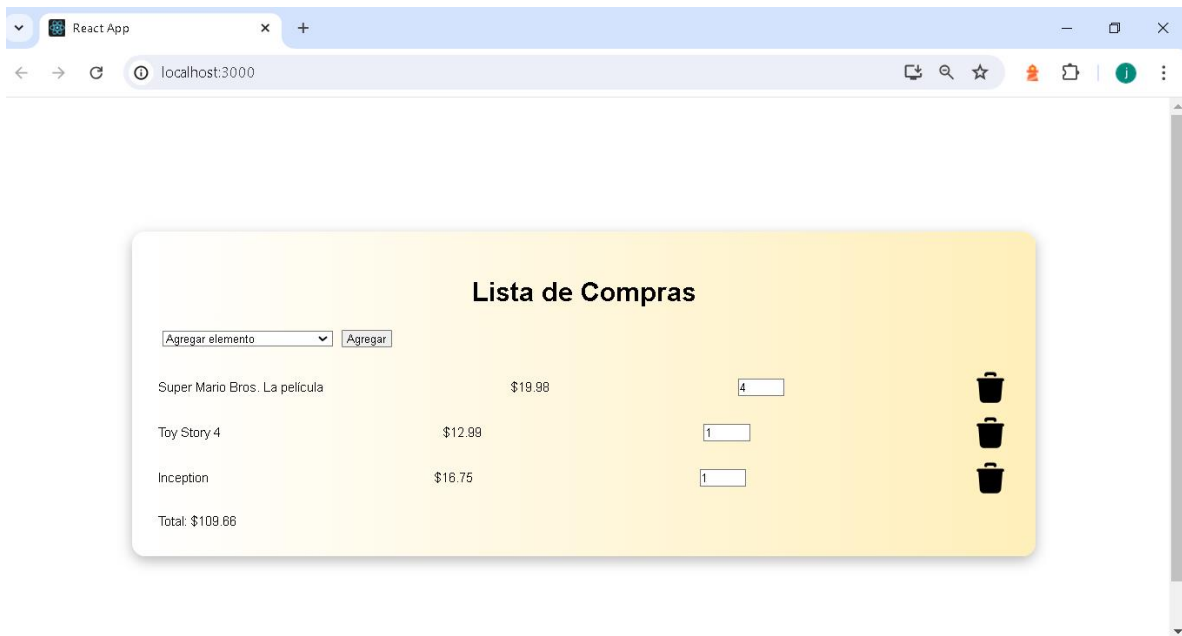 React App
localhost:3000
j
Lista de Compras
Agregar elemento Agregar
Super Mario Bros. La película $19.98 4
Toy Story 4 $12.99 1
Inception $16.75 1
Total: $109.66